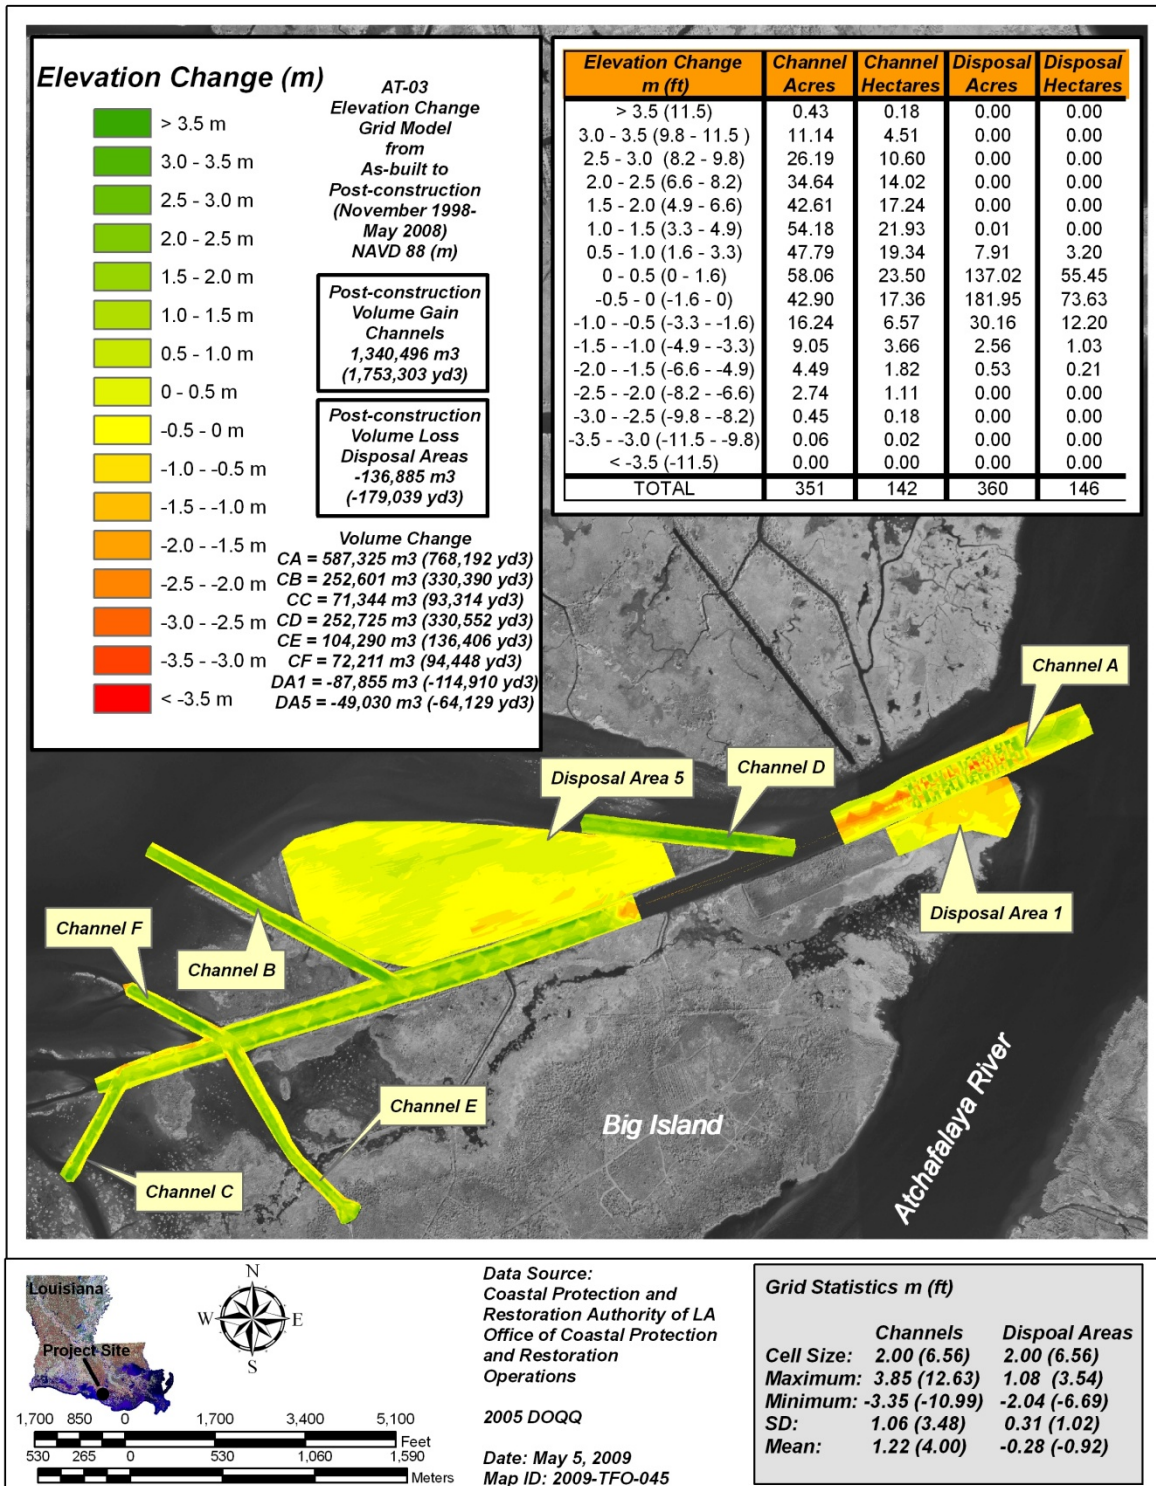 Elevation Change (m)
> 3.5 m
3.0 - 3.5 m
2.5 - 3.0 m
2.0 - 2.5 m
1.5 - 2.0 m
1.0 - 1.5 m
0.5 - 1.0 m
0 - 0.5 m
-0.5 - 0 m
-1.0 - -0.5 m
-1.5 - -1.0 m
-2.0 - -1.5 m
-2.5 - -2.0 m
-3.0 - -2.5 m
-3.5 - -3.0 m
< -3.5 m
AT-03
Elevation Change
Grid Model
from
As-built to
Post-construction
(November 1998-
May 2008)
NAVD 88 (m)
Post-construction
Volume Gain
Channels
1,340,496 m3
(1,753,303 yd3)
Post-construction
Volume Loss
Disposal Areas
-136,885 m3
(-179,039 yd3)
Volume Change
CA = 587,325 m3 (768,192 yd3)
CB = 252,601 m3 (330,390 yd3)
CC = 71,344 m3 (93,314 yd3)
CD = 252,725 m3 (330,552 yd3)
CE = 104,290 m3 (136,406 yd3)
CF = 72,211 m3 (94,448 yd3)
DA1 = -87,855 m3 (-114,910 yd3)
DA5 = -49,030 m3 (-64,129 yd3)
Elevation Change Channel Channel Disposal Disposal
m (ft) Acres Hectares Acres Hectares
> 3.5 (11.5) 0.43 0.18 0.00 0.00
3.0 - 3.5 (9.8 - 11.5 ) 11.14 4.51 0.00 0.00
2.5 - 3.0 (8.2 - 9.8) 26.19 10.60 0.00 0.00
2.0 - 2.5 (6.6 - 8.2) 34.64 14.02 0.00 0.00
1.5 - 2.0 (4.9 - 6.6) 42.61 17.24 0.00 0.00
1.0 - 1.5 (3.3 - 4.9) 54.18 21.93 0.01 0.00
0.5 - 1.0 (1.6 - 3.3) 47.79 19.34 7.91 3.20
0 - 0.5 (0 - 1.6) 58.06 23.50 137.02 55.45
-0.5 - 0 (-1.6 - 0) 42.90 17.36 181.95 73.63
-1.0 - -0.5 (-3.3 - -1.6) 16.24 6.57 30.16 12.20
-1.5 - -1.0 (-4.9 - -3.3) 9.05 3.66 2.56 1.03
-2.0 - -1.5 (-6.6 - -4.9) 4.49 1.82 0.53 0.21
-2.5 - -2.0 (-8.2 - -6.6) 2.74 1.11 0.00 0.00
-3.0 - -2.5 (-9.8 - -8.2) 0.45 0.18 0.00 0.00
-3.5 - -3.0 (-11.5 - -9.8) 0.06 0.02 0.00 0.00
< -3.5 (-11.5) 0.00 0.00 0.00 0.00
TOTAL 351 142 360 146
Channel A
Channel D
Disposal Area 5
Disposal Area 1
Channel F
Channel B
Channel E
Channel C
Big Island
Atchafalaya River
Louisiana
Project Site
N
W E
S
1,700 850 0 1,700 3,400 5,100
Feet
530 265 0 530 1,060 1,590
Meters
Data Source:
Coastal Protection and
Restoration Authority of LA
Office of Coastal Protection
and Restoration
Operations
2005 DOQQ
Date: May 5, 2009
Map ID: 2009-TFO-045
Grid Statistics m (ft)
Channels Dispoal Areas
Cell Size: 2.00 (6.56) 2.00 (6.56)
Maximum: 3.85 (12.63) 1.08 (3.54)
Minimum: -3.35 (-10.99) -2.04 (-6.69)
SD: 1.06 (3.48) 0.31 (1.02)
Mean: 1.22 (4.00) -0.28 (-0.92)